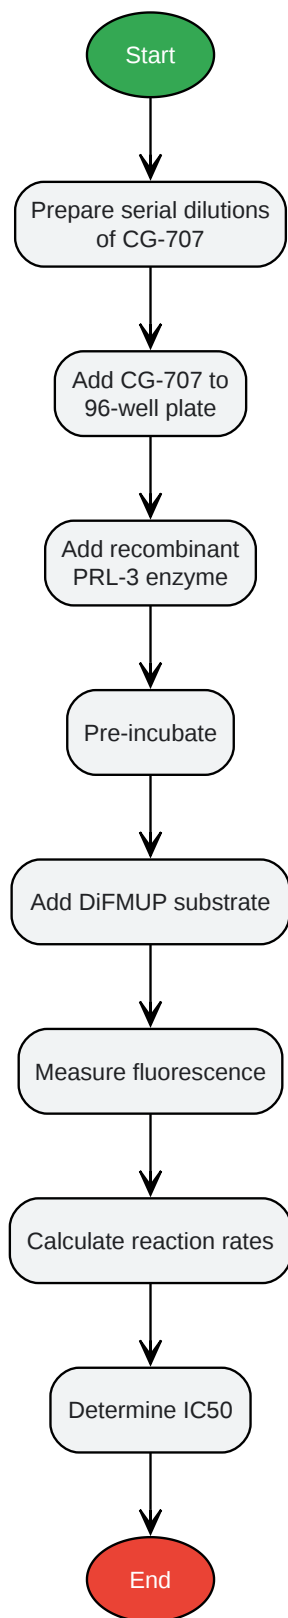 Start
Prepare serial dilutions
of CG-707
Add CG-707 to
96-well plate
Add recombinant
PRL-3 enzyme
Pre-incubate
Add DiFMUP substrate
Measure fluorescence
Calculate reaction rates
Determine IC50
End